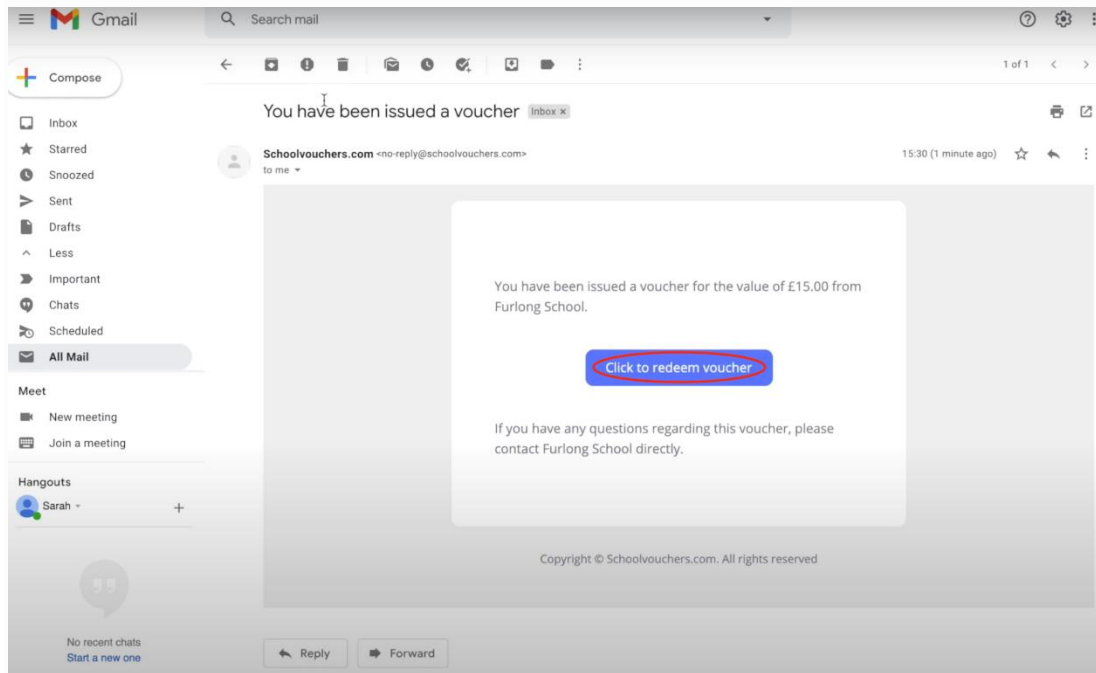 Gmail
Search mail
Compose
1 of 1
Inbox
Starred
Snoozed
Sent
Drafts
Less
Important
Chats
Scheduled
All Mail
Meet
New meeting
Join a meeting
Hangouts
Sarah
No recent chats
Start a new one
You have been issued a voucher Inbox x
Schoolvouchers.com <no-reply@schoolvouchers.com>
15:30 (1 minute ago)
to me
You have been issued a voucher for the value of £15.00 from
Furlong School.
Click to redeem voucher
If you have any questions regarding this voucher, please
contact Furlong School directly.
Copyright © Schoolvouchers.com. All rights reserved
Reply
Forward